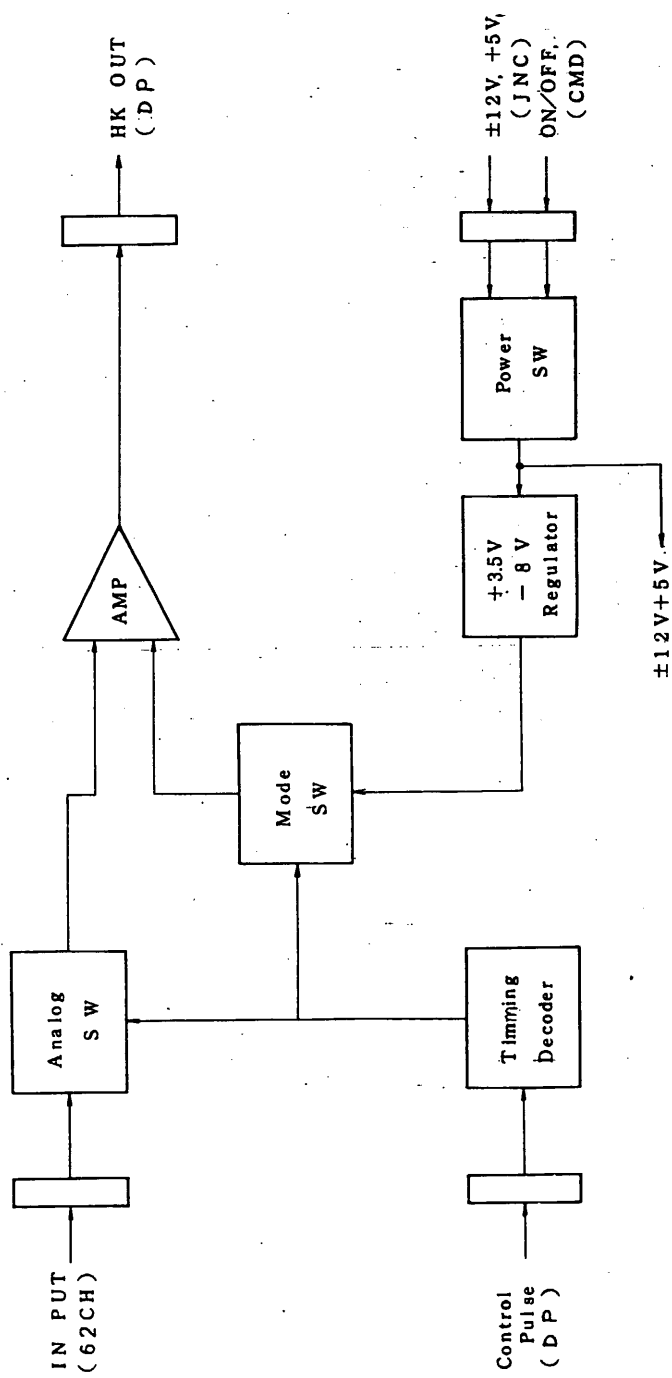 IN PUT
(62CH)
Analog
SW
AMP
HK OUT
(DP)
Mode
SW
Control
Pulse
(DP)
Timming
Decoder
+3.5V
− 8 V
Regulator
Power
SW
±12V, +5V,
(JNC)
ON/OFF,
(CMD)
±12V+5V